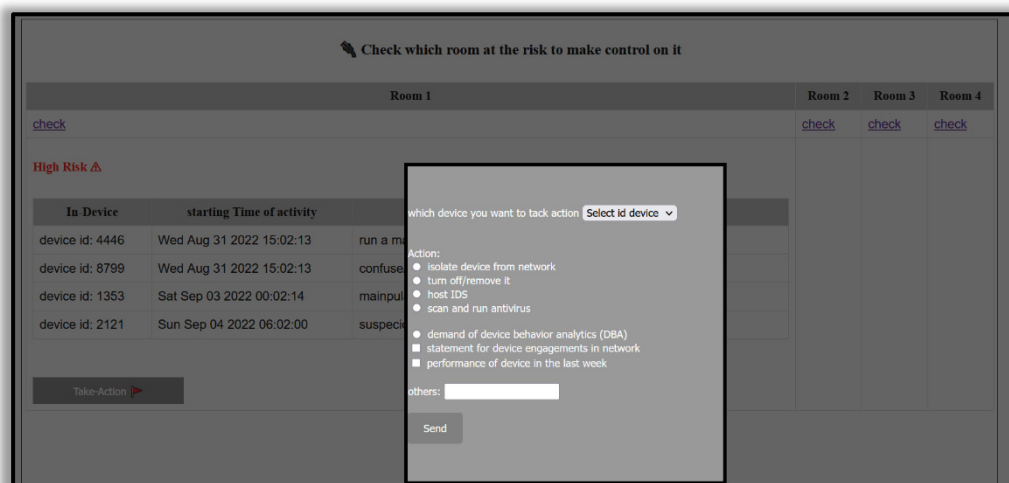 Check which room at the risk to make control on it
Room 1 Room 2 Room 3 Room 4
check check check check
High Risk ⚠
In-Device starting Time of activity
device id: 4446 Wed Aug 31 2022 15:02:13 run a
device id: 8799 Wed Aug 31 2022 15:02:13
device id: 1353 Sat Sep 03 2022 00:02:14
device id: 2121 Sun Sep 04 2022 06:02:00
Take-Action
which device you want to tack action Select id device
Action:
isolate device from network
turn off/remove it
host IDS
scan and run antivirus
demand of device behavior analytics (DBA)
statement for device engagements in network
performance of device in the last week
others:
Send